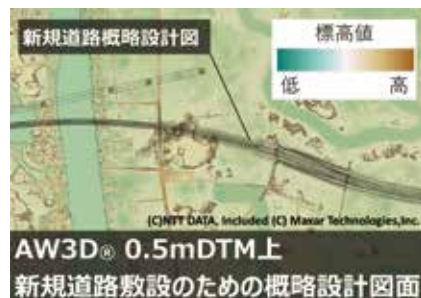 新規道路概略設計図
標高値
低 高
(C)NTT DATA, Included (C) Maxar Technologies,Inc.
AW3D® 0.5mDTM上
新規道路敷設のための概略設計図面